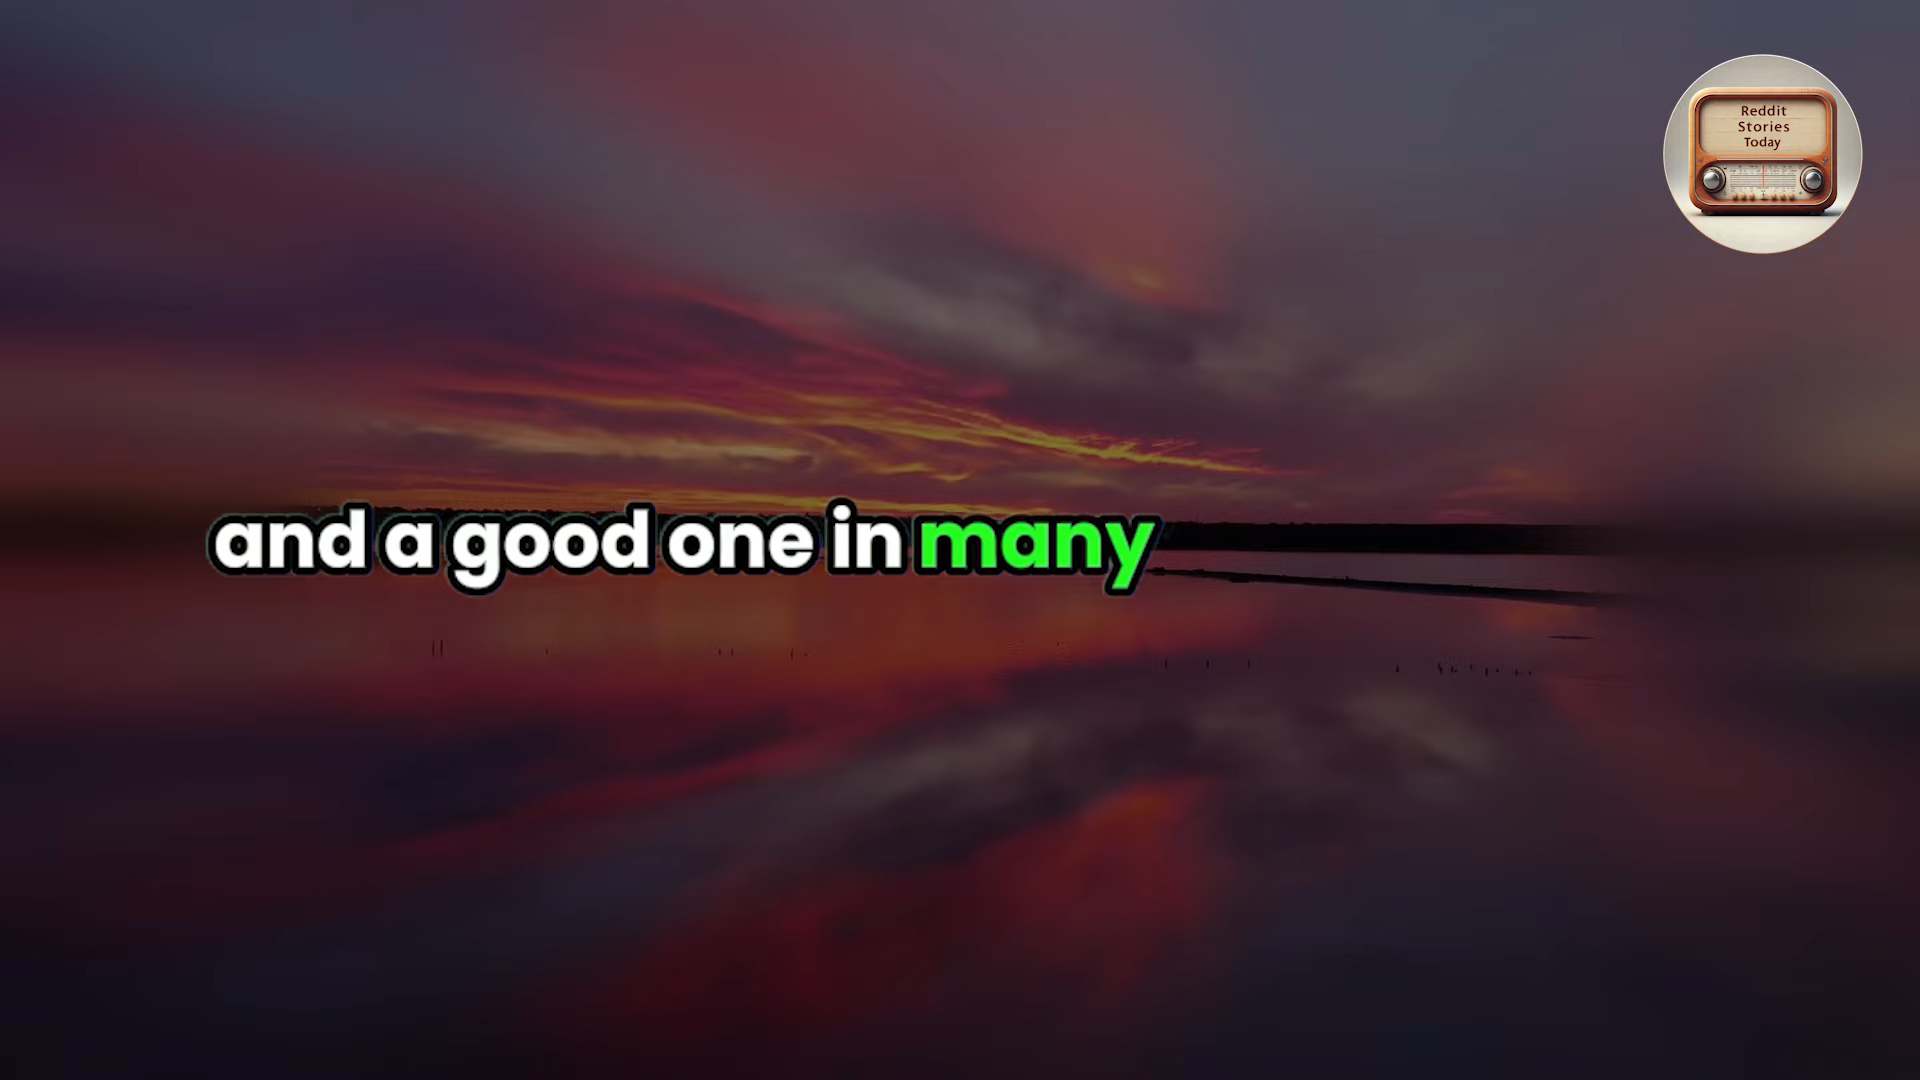 Reddit
Stories
Today
and a good one in many